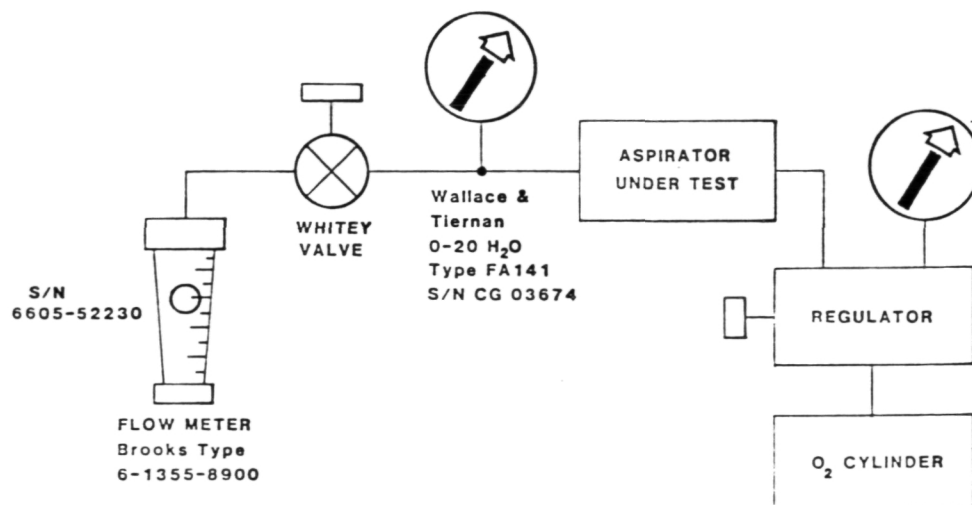 ASPIRATOR
UNDER TEST
WHITEY
VALVE
Wallace &
Tiernan
0-20 H₂O
Type FA141
S/N CG 03674
S/N
6605-52230
REGULATOR
FLOW METER
Brooks Type
6-1355-8900
O₂ CYLINDER